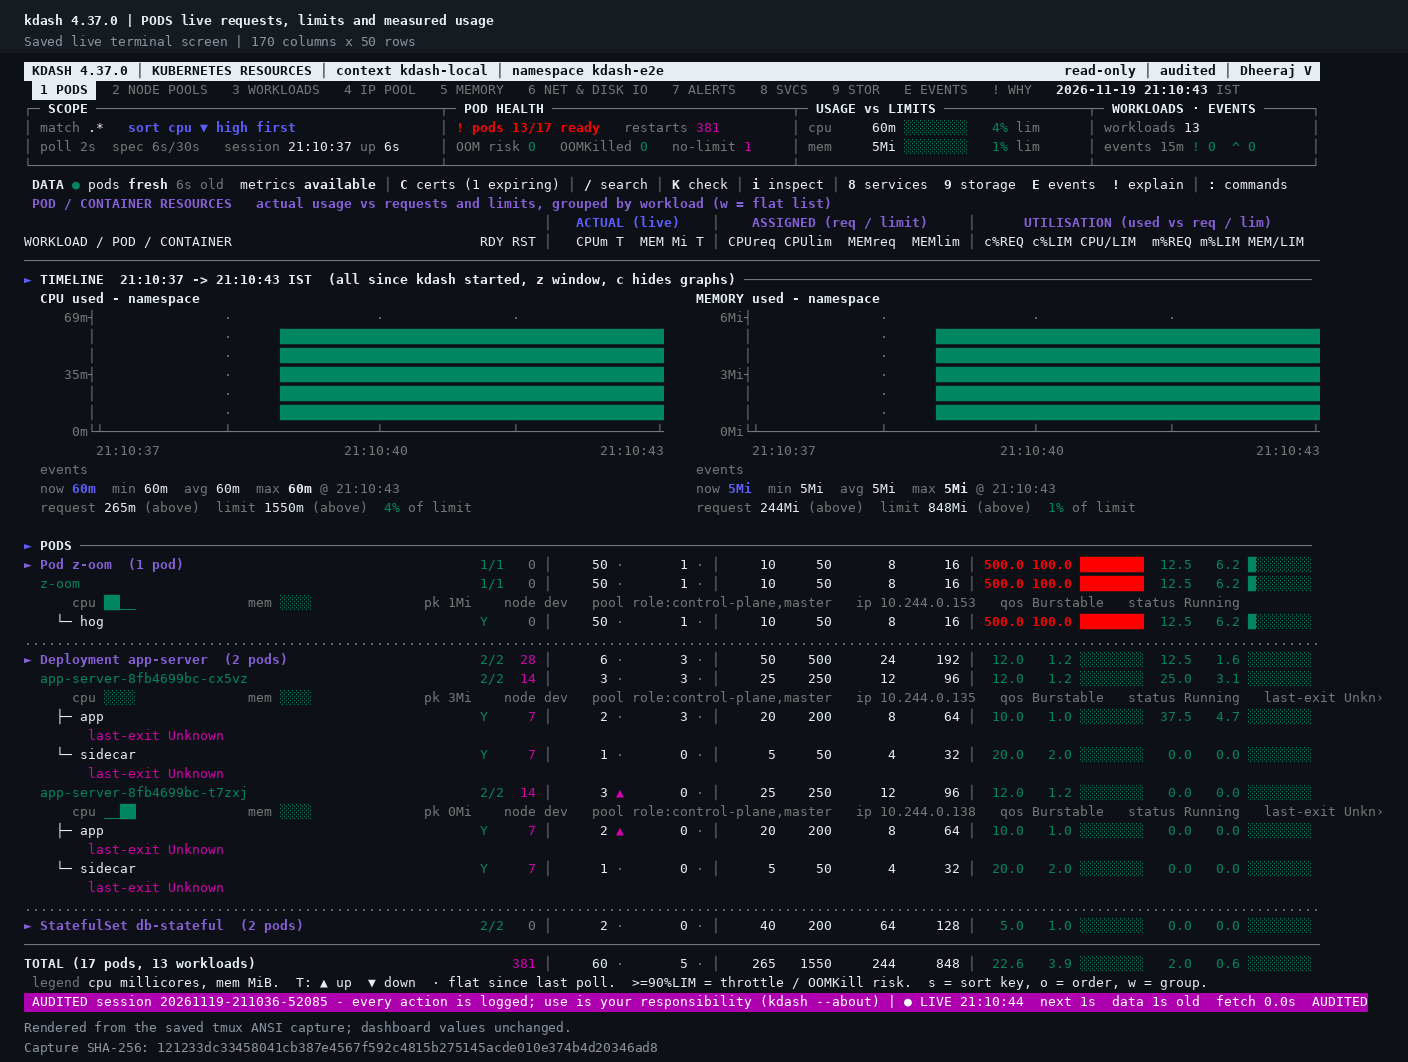 kdash 4.37.0 | PODS live requests, limits and measured usage
Saved live terminal screen | 170 columns x 50 rows
KDASH 4.37.0 │ KUBERNETES RESOURCES │ context kdash-local │ namespace kdash-e2e read-only │ audited │ Dheeraj V
1 PODS 2 NODE POOLS 3 WORKLOADS 4 IP POOL 5 MEMORY 6 NET & DISK IO 7 ALERTS 8 SVCS 9 STOR E EVENTS ! WHY 2026-11-19 21:10:43 IST
SCOPE POD HEALTH USAGE vs LIMITS WORKLOADS · EVENTS
match .* sort cpu ▼ high first │ ! pods 13/17 ready restarts 381 │ cpu 60m 4% lim │ workloads 13
poll 2s spec 6s/30s session 21:10:37 up 6s │ OOM risk 0 OOMKilled 0 no-limit 1 │ mem 5Mi 1% lim │ events 15m ! 0 ^ 0
DATA ● pods fresh 6s old metrics available │ C certs (1 expiring) │ / search │ K check │ i inspect │ 8 services 9 storage E events ! explain │ : commands
POD / CONTAINER RESOURCES actual usage vs requests and limits, grouped by workload (w = flat list)
│ ACTUAL (live) │ ASSIGNED (req / limit) │ UTILISATION (used vs req / lim)
WORKLOAD / POD / CONTAINER RDY RST │ CPUm T MEM Mi T │ CPUreq CPUlim MEMreq MEMlim │ c%REQ c%LIM CPU/LIM m%REQ m%LIM MEM/LIM
► TIMELINE 21:10:37 -> 21:10:43 IST (all since kdash started, z window, c hides graphs)
CPU used - namespace MEMORY used - namespace
69m 6Mi
35m 3Mi
0m 0Mi
21:10:37 21:10:40 21:10:43 21:10:37 21:10:40 21:10:43
events events
now 60m min 60m avg 60m max 60m @ 21:10:43 now 5Mi min 5Mi avg 5Mi max 5Mi @ 21:10:43
request 265m (above) limit 1550m (above) 4% of limit request 244Mi (above) limit 848Mi (above) 1% of limit
► PODS
► Pod z-oom (1 pod) 1/1 0 │ 50 · 1 · │ 10 50 8 16 │ 500.0 100.0 12.5 6.2
z-oom 1/1 0 │ 50 · 1 · │ 10 50 8 16 │ 500.0 100.0 12.5 6.2
cpu mem pk 1Mi node dev pool role:control-plane,master ip 10.244.0.153 qos Burstable status Running
└─ hog Y 0 │ 50 · 1 · │ 10 50 8 16 │ 500.0 100.0 12.5 6.2
► Deployment app-server (2 pods) 2/2 28 │ 6 · 3 · │ 50 500 24 192 │ 12.0 1.2 12.5 1.6
app-server-8fb4699bc-cx5vz 2/2 14 │ 3 · 3 · │ 25 250 12 96 │ 12.0 1.2 25.0 3.1
cpu mem pk 3Mi node dev pool role:control-plane,master ip 10.244.0.135 qos Burstable status Running last-exit Unkn›
├─ app Y 7 │ 2 · 3 · │ 20 200 8 64 │ 10.0 1.0 37.5 4.7
last-exit Unknown
└─ sidecar Y 7 │ 1 · 0 · │ 5 50 4 32 │ 20.0 2.0 0.0 0.0
last-exit Unknown
app-server-8fb4699bc-t7zxj 2/2 14 │ 3 ▲ 0 · │ 25 250 12 96 │ 12.0 1.2 0.0 0.0
cpu mem pk 0Mi node dev pool role:control-plane,master ip 10.244.0.138 qos Burstable status Running last-exit Unkn›
├─ app Y 7 │ 2 ▲ 0 · │ 20 200 8 64 │ 10.0 1.0 0.0 0.0
last-exit Unknown
└─ sidecar Y 7 │ 1 · 0 · │ 5 50 4 32 │ 20.0 2.0 0.0 0.0
last-exit Unknown
► StatefulSet db-stateful (2 pods) 2/2 0 │ 2 · 0 · │ 40 200 64 128 │ 5.0 1.0 0.0 0.0
TOTAL (17 pods, 13 workloads) 381 │ 60 · 5 · │ 265 1550 244 848 │ 22.6 3.9 2.0 0.6
legend cpu millicores, mem MiB. T: ▲ up ▼ down · flat since last poll. >=90%LIM = throttle / OOMKill risk. s = sort key, o = order, w = group.
AUDITED session 20261119-211036-52085 - every action is logged; use is your responsibility (kdash --about) | ● LIVE 21:10:44 next 1s data 1s old fetch 0.0s AUDITED
Rendered from the saved tmux ANSI capture; dashboard values unchanged.
Capture SHA-256: 121233dc33458041cb387e4567f592c4815b275145acde010e374b4d20346ad8